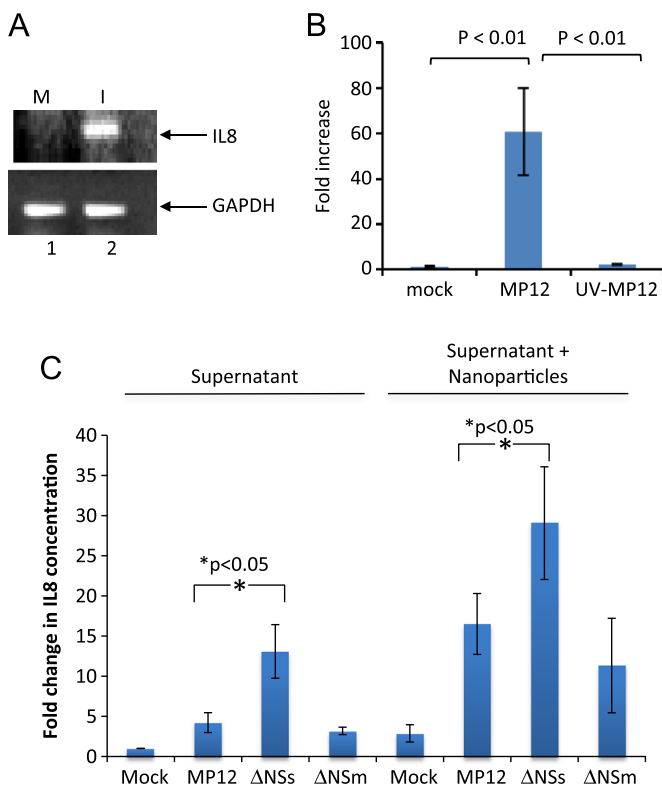 A
M I
IL8
GAPDH
1 2
B
P < 0.01 P < 0.01
Fold increase
100
80
60
40
20
0
mock MP12 UV-MP12
C
Supernatant
Supernatant +
Nanoparticles
Fold change in IL8 concentration
40
35
30
25
20
15
10
5
0
*p<0.05
*
*p<0.05
*
Mock MP12 ΔNSs ΔNSm Mock MP12 ΔNSs ΔNSm